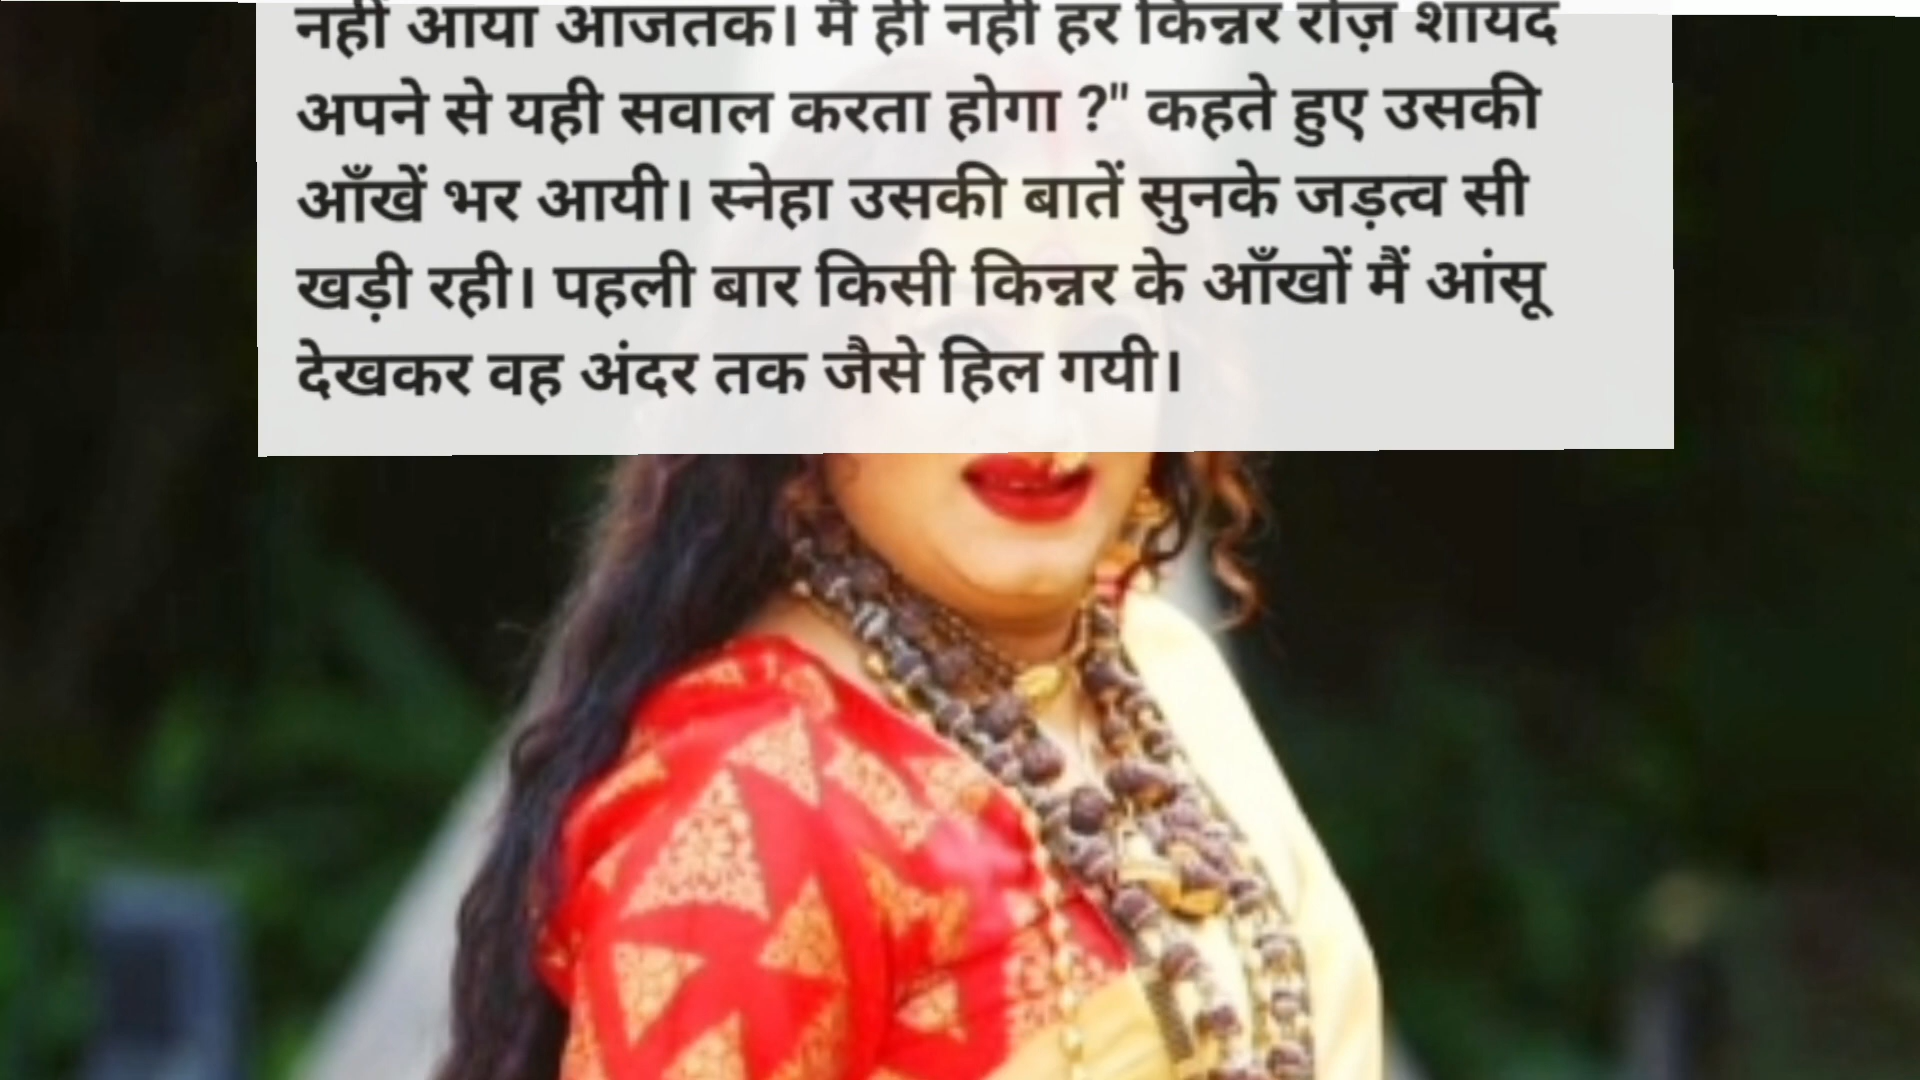 नहीं आया आजतक। मैं ही नहीं हर किन्नर रोज़ शायद
अपने से यही सवाल करता होगा ?" कहते हुए उसकी
आँखें भर आयी। स्नेहा उसकी बातें सुनके जड़त्व सी
खड़ी रही। पहली बार किसी किन्नर के आँखों मैं आंसू
देखकर वह अंदर तक जैसे हिल गयी।